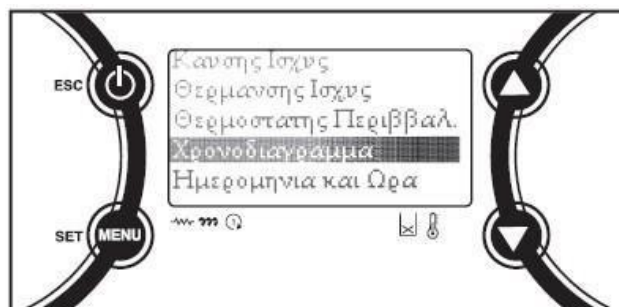 Καυσης Ισχυς
ESC
Θερμανσης Ισχυς
Θερμοστατης Περιββαλ.
Χρονοδιαγραμμα
Ημερομηνια και Ωρα
SET MENU